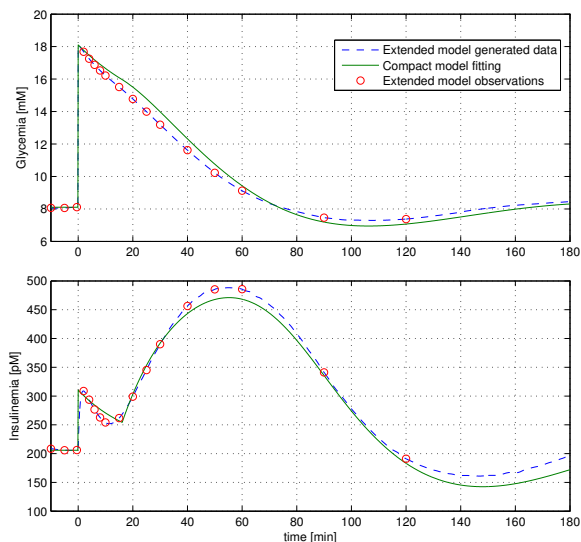 20
18
16
14
12
10
8
6
Glycemia [mM]
Extended model generated data
Compact model fitting
Extended model observations
0 20 40 60 80 100 120 140 160 180
500
450
400
350
300
250
200
150
100
Insulinemia [pM]
0 20 40 60 80 100 120 140 160 180
time [min]